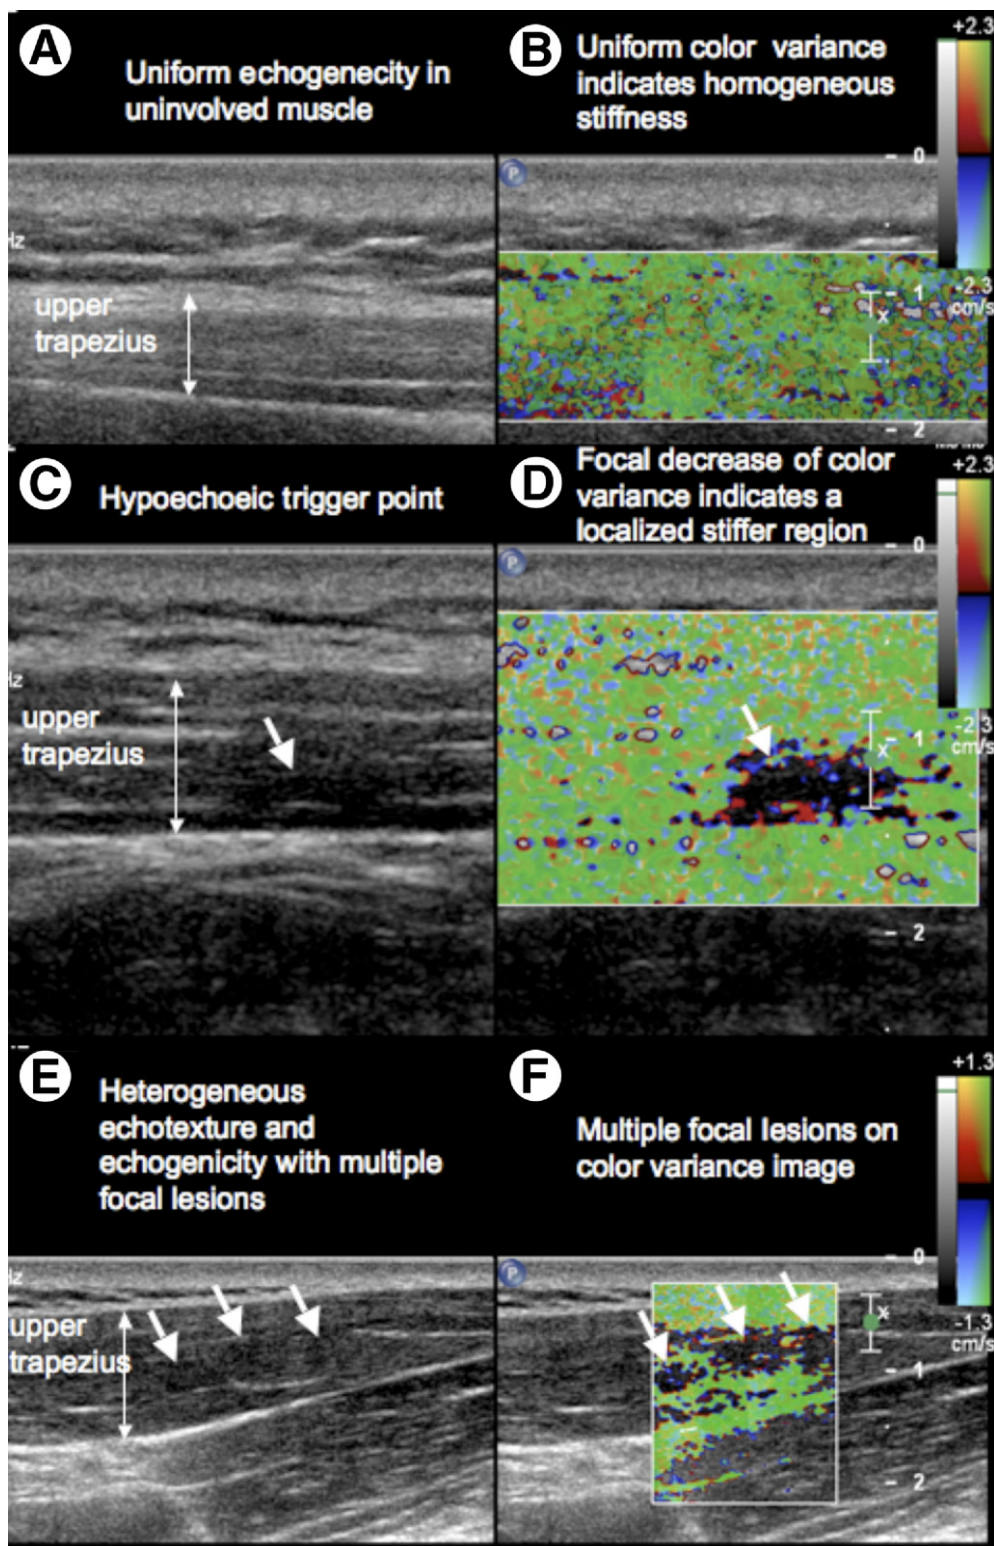 A
Uniform echogenecity in
uninvolved muscle
B
Uniform color variance
indicates homogeneous
stiffness
+2.3
0
P
Hz
upper
trapezius
1
-2.3
cm/s
x
2
C
Hypoechoeic trigger point
D
Focal decrease of color
variance indicates a
localized stiffer region
+2.3
0
P
Hz
upper
trapezius
1
-2.3
cm/s
x
2
E
Heterogeneous
echotexture and
echogenicity with multiple
focal lesions
F
Multiple focal lesions on
color variance image
+1.3
0
P
Hz
upper
trapezius
x
-1.3
cm/s
1
2